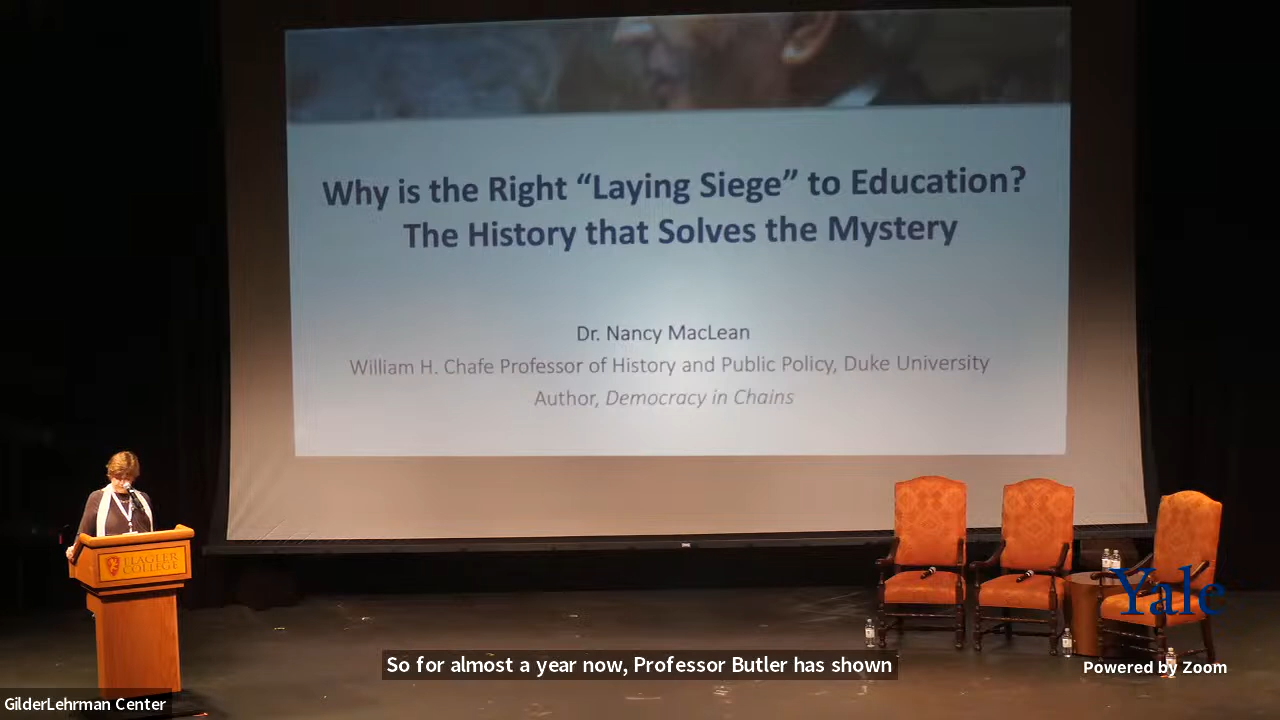 Why is the Right “Laying Siege” to Education?
The History that Solves the Mystery
Dr. Nancy MacLean
William H. Chafe Professor of History and Public Policy, Duke University
Author, Democracy in Chains
FLAGLER
COLLEGE
Yale
So for almost a year now, Professor Butler has shown
Powered by Zoom
GilderLehrman Center